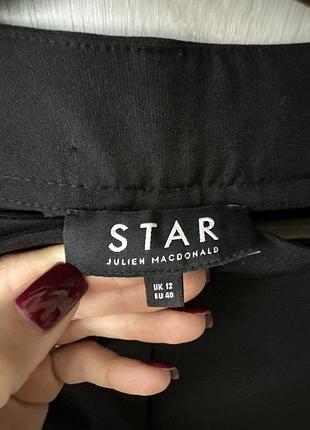 STAR
JULIEN MACDONALD
UK 12
EU 40